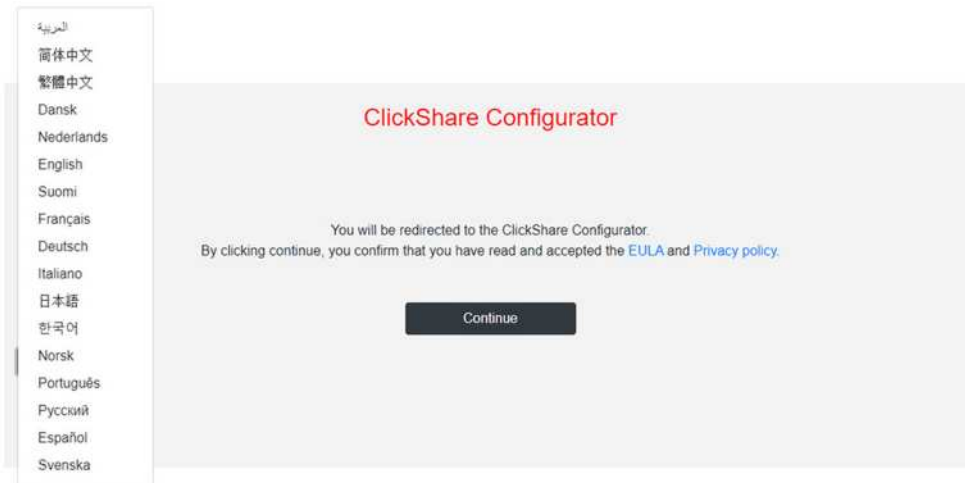 العربية
简体中文
繁體中文
Dansk
Nederlands
English
Suomi
Français
Deutsch
Italiano
日本語
한국어
Norsk
Português
Русский
Español
Svenska
ClickShare Configurator
You will be redirected to the ClickShare Configurator.
By clicking continue, you confirm that you have read and accepted the EULA and Privacy policy.
Continue